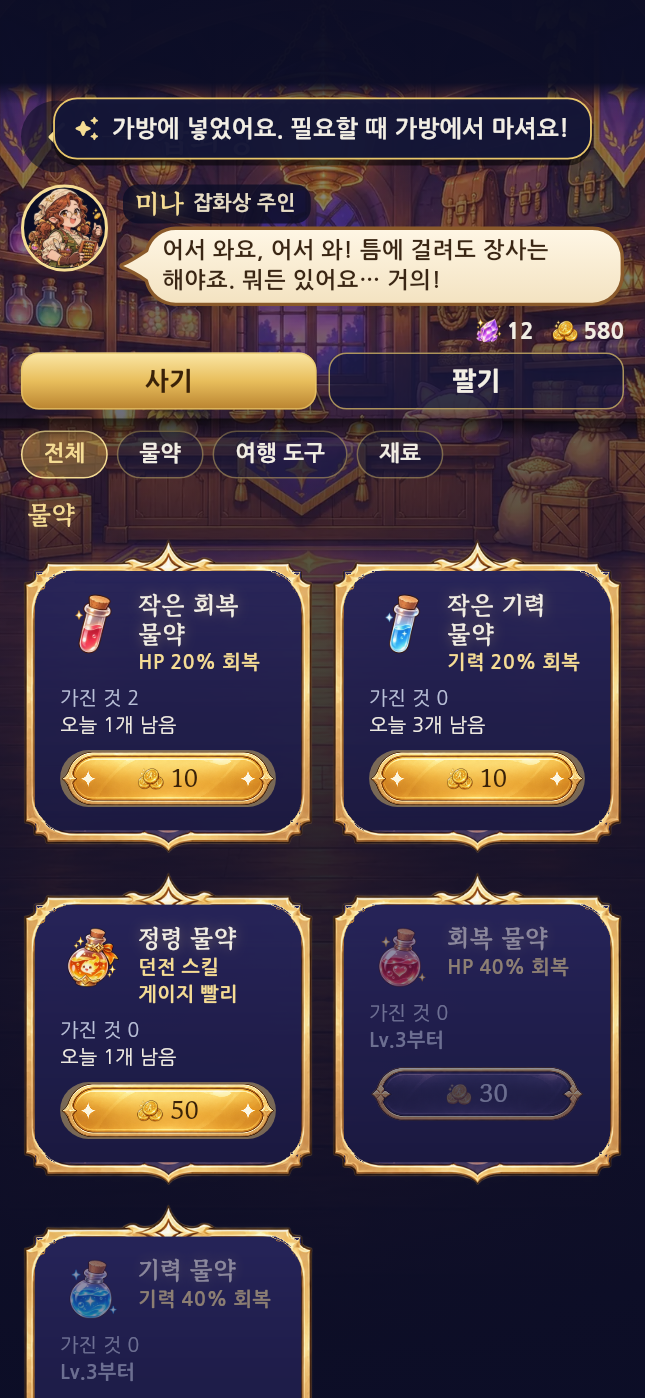 가방에 넣었어요. 필요할 때 가방에서 마셔요!
미나 잡화상 주인
어서 와요, 어서 와! 틈에 걸려도 장사는
해야죠. 뭐든 있어요… 거의!
12 580
사기 팔기
전체 물약 여행 도구 재료
물약
작은 회복
물약
HP 20% 회복
가진 것 2
오늘 1개 남음
10
작은 기력
물약
기력 20% 회복
가진 것 0
오늘 3개 남음
10
정령 물약
던전 스킬
게이지 빨리
가진 것 0
오늘 1개 남음
50
회복 물약
HP 40% 회복
가진 것 0
Lv.3부터
30
기력 물약
기력 40% 회복
가진 것 0
Lv.3부터